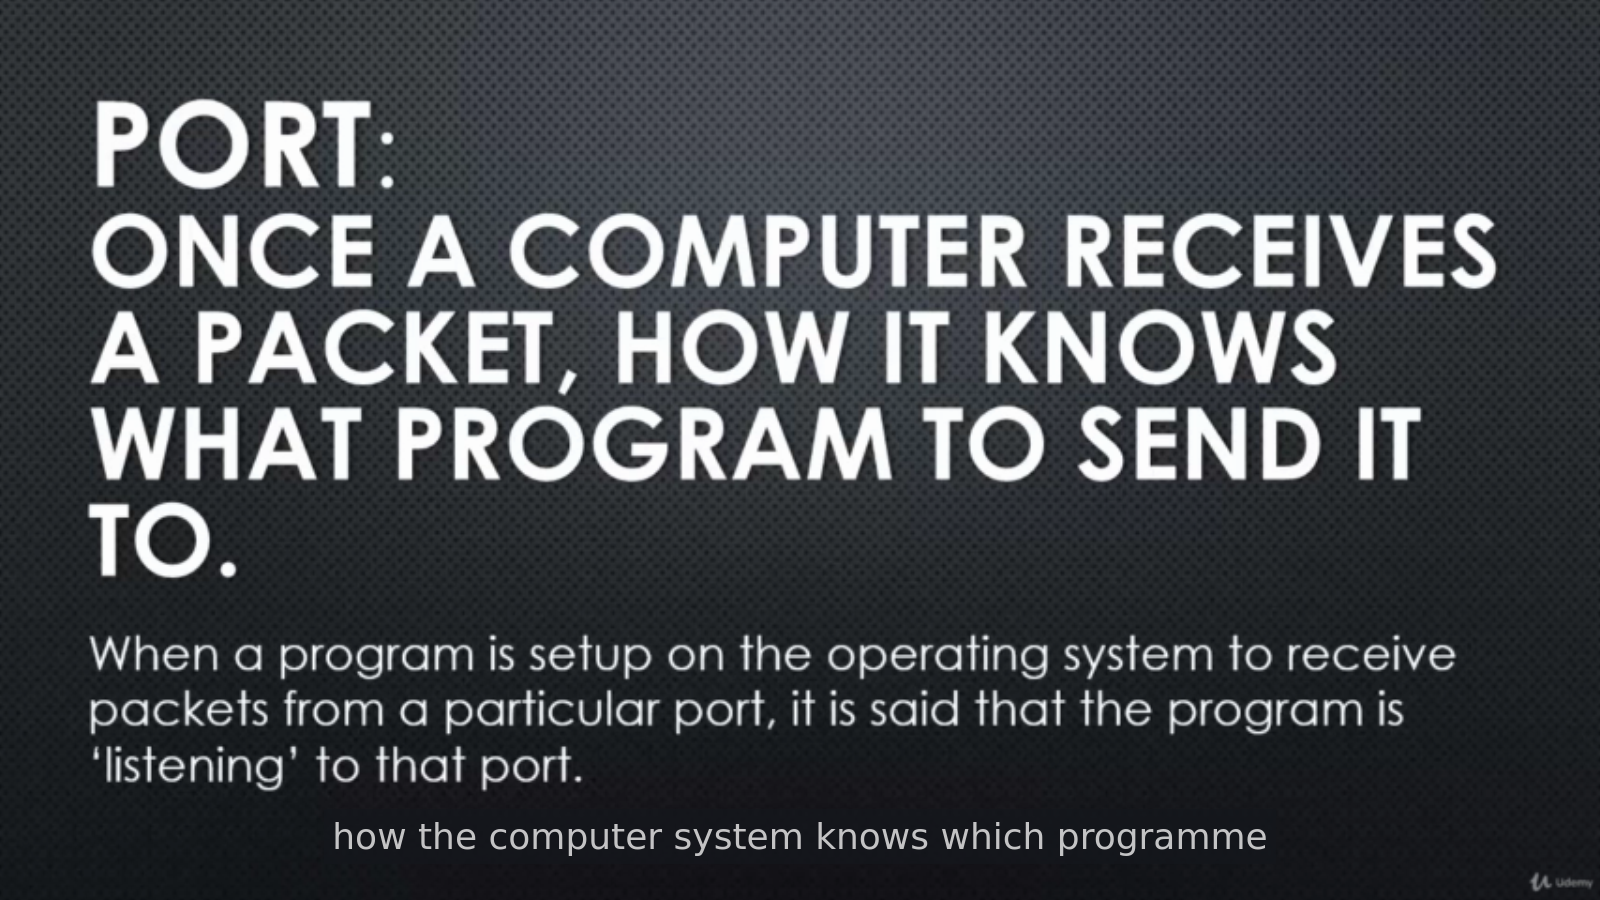 PORT:
ONCE A COMPUTER RECEIVES
A PACKET, HOW IT KNOWS
WHAT PROGRAM TO SEND IT
TO.
When a program is setup on the operating system to receive
packets from a particular port, it is said that the program is
‘listening’ to that port.
how the computer system knows which programme
Udemy